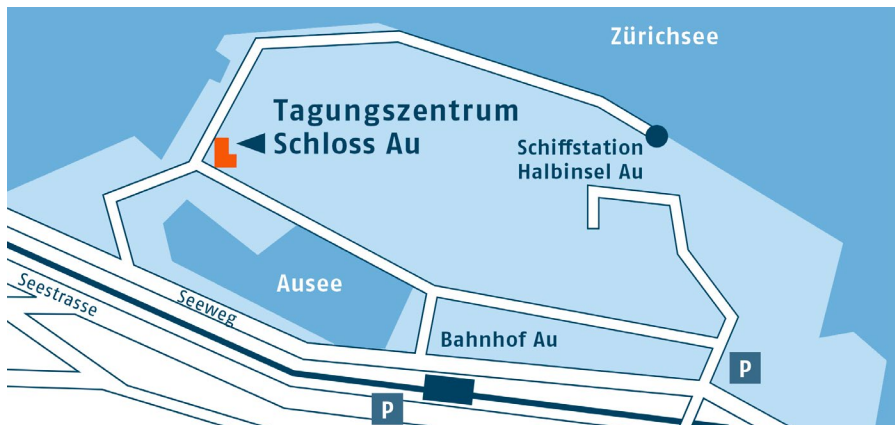 Zürichsee
Tagungszentrum
Schloss Au
Schiffstation
Halbinsel Au
Ausee
Seeweg
Seestrasse
Bahnhof Au
P
P